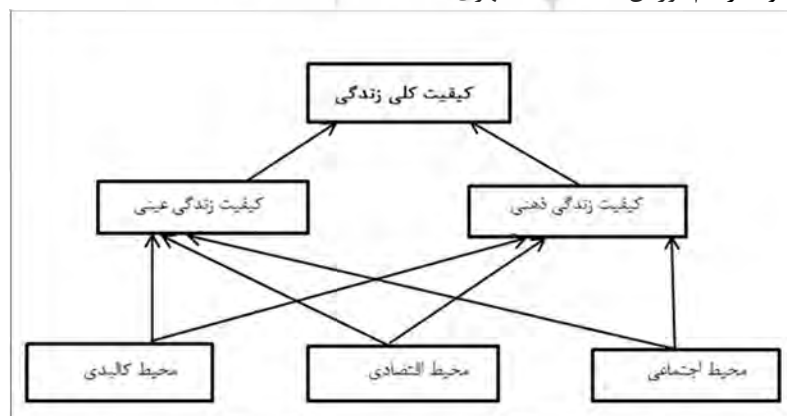 کیفیت کلی زندگی
کیفیت زندگی ذهنی
کیفیت زندگی عینی
محیط اجتماعی
محیط اقتصادی
محیط کالبدی